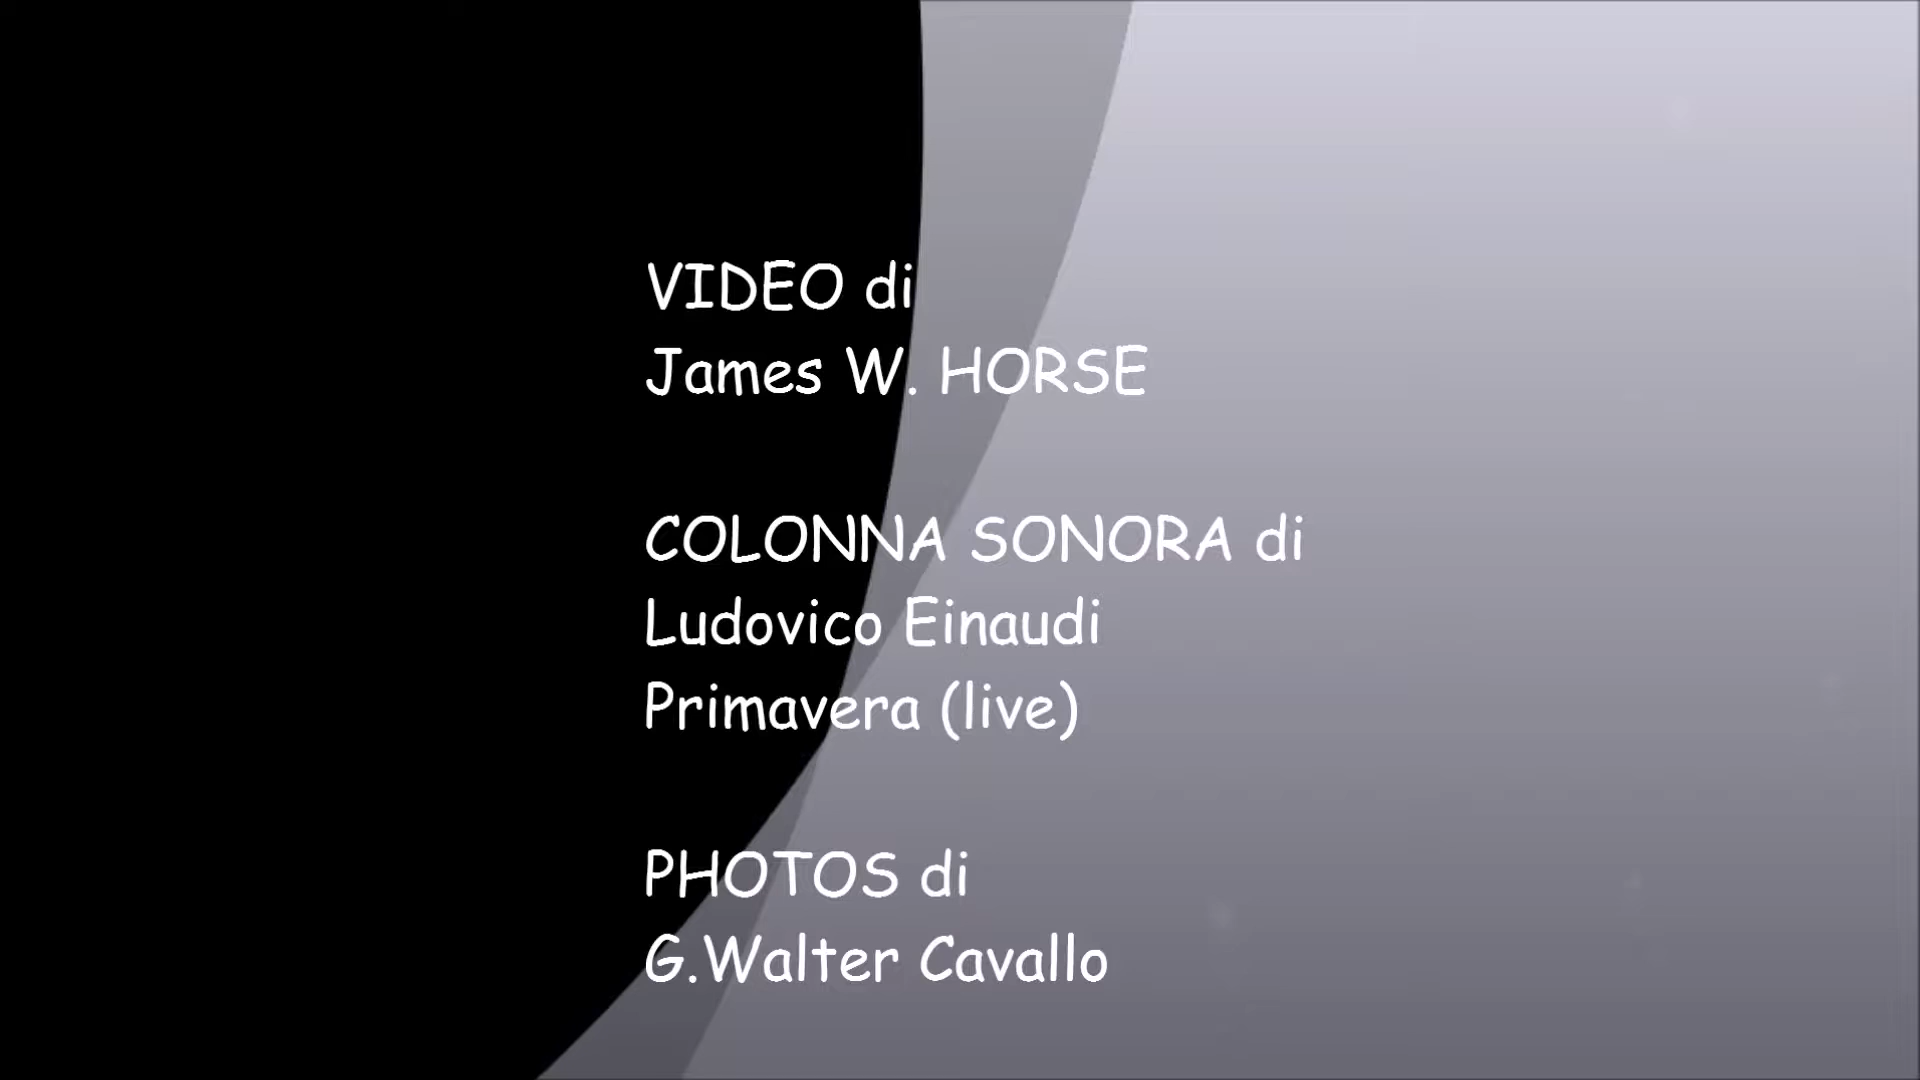 VIDEO di
James W. HORSE
COLONNA SONORA di
Ludovico Einaudi
Primavera (live)
PHOTOS di
G.Walter Cavallo